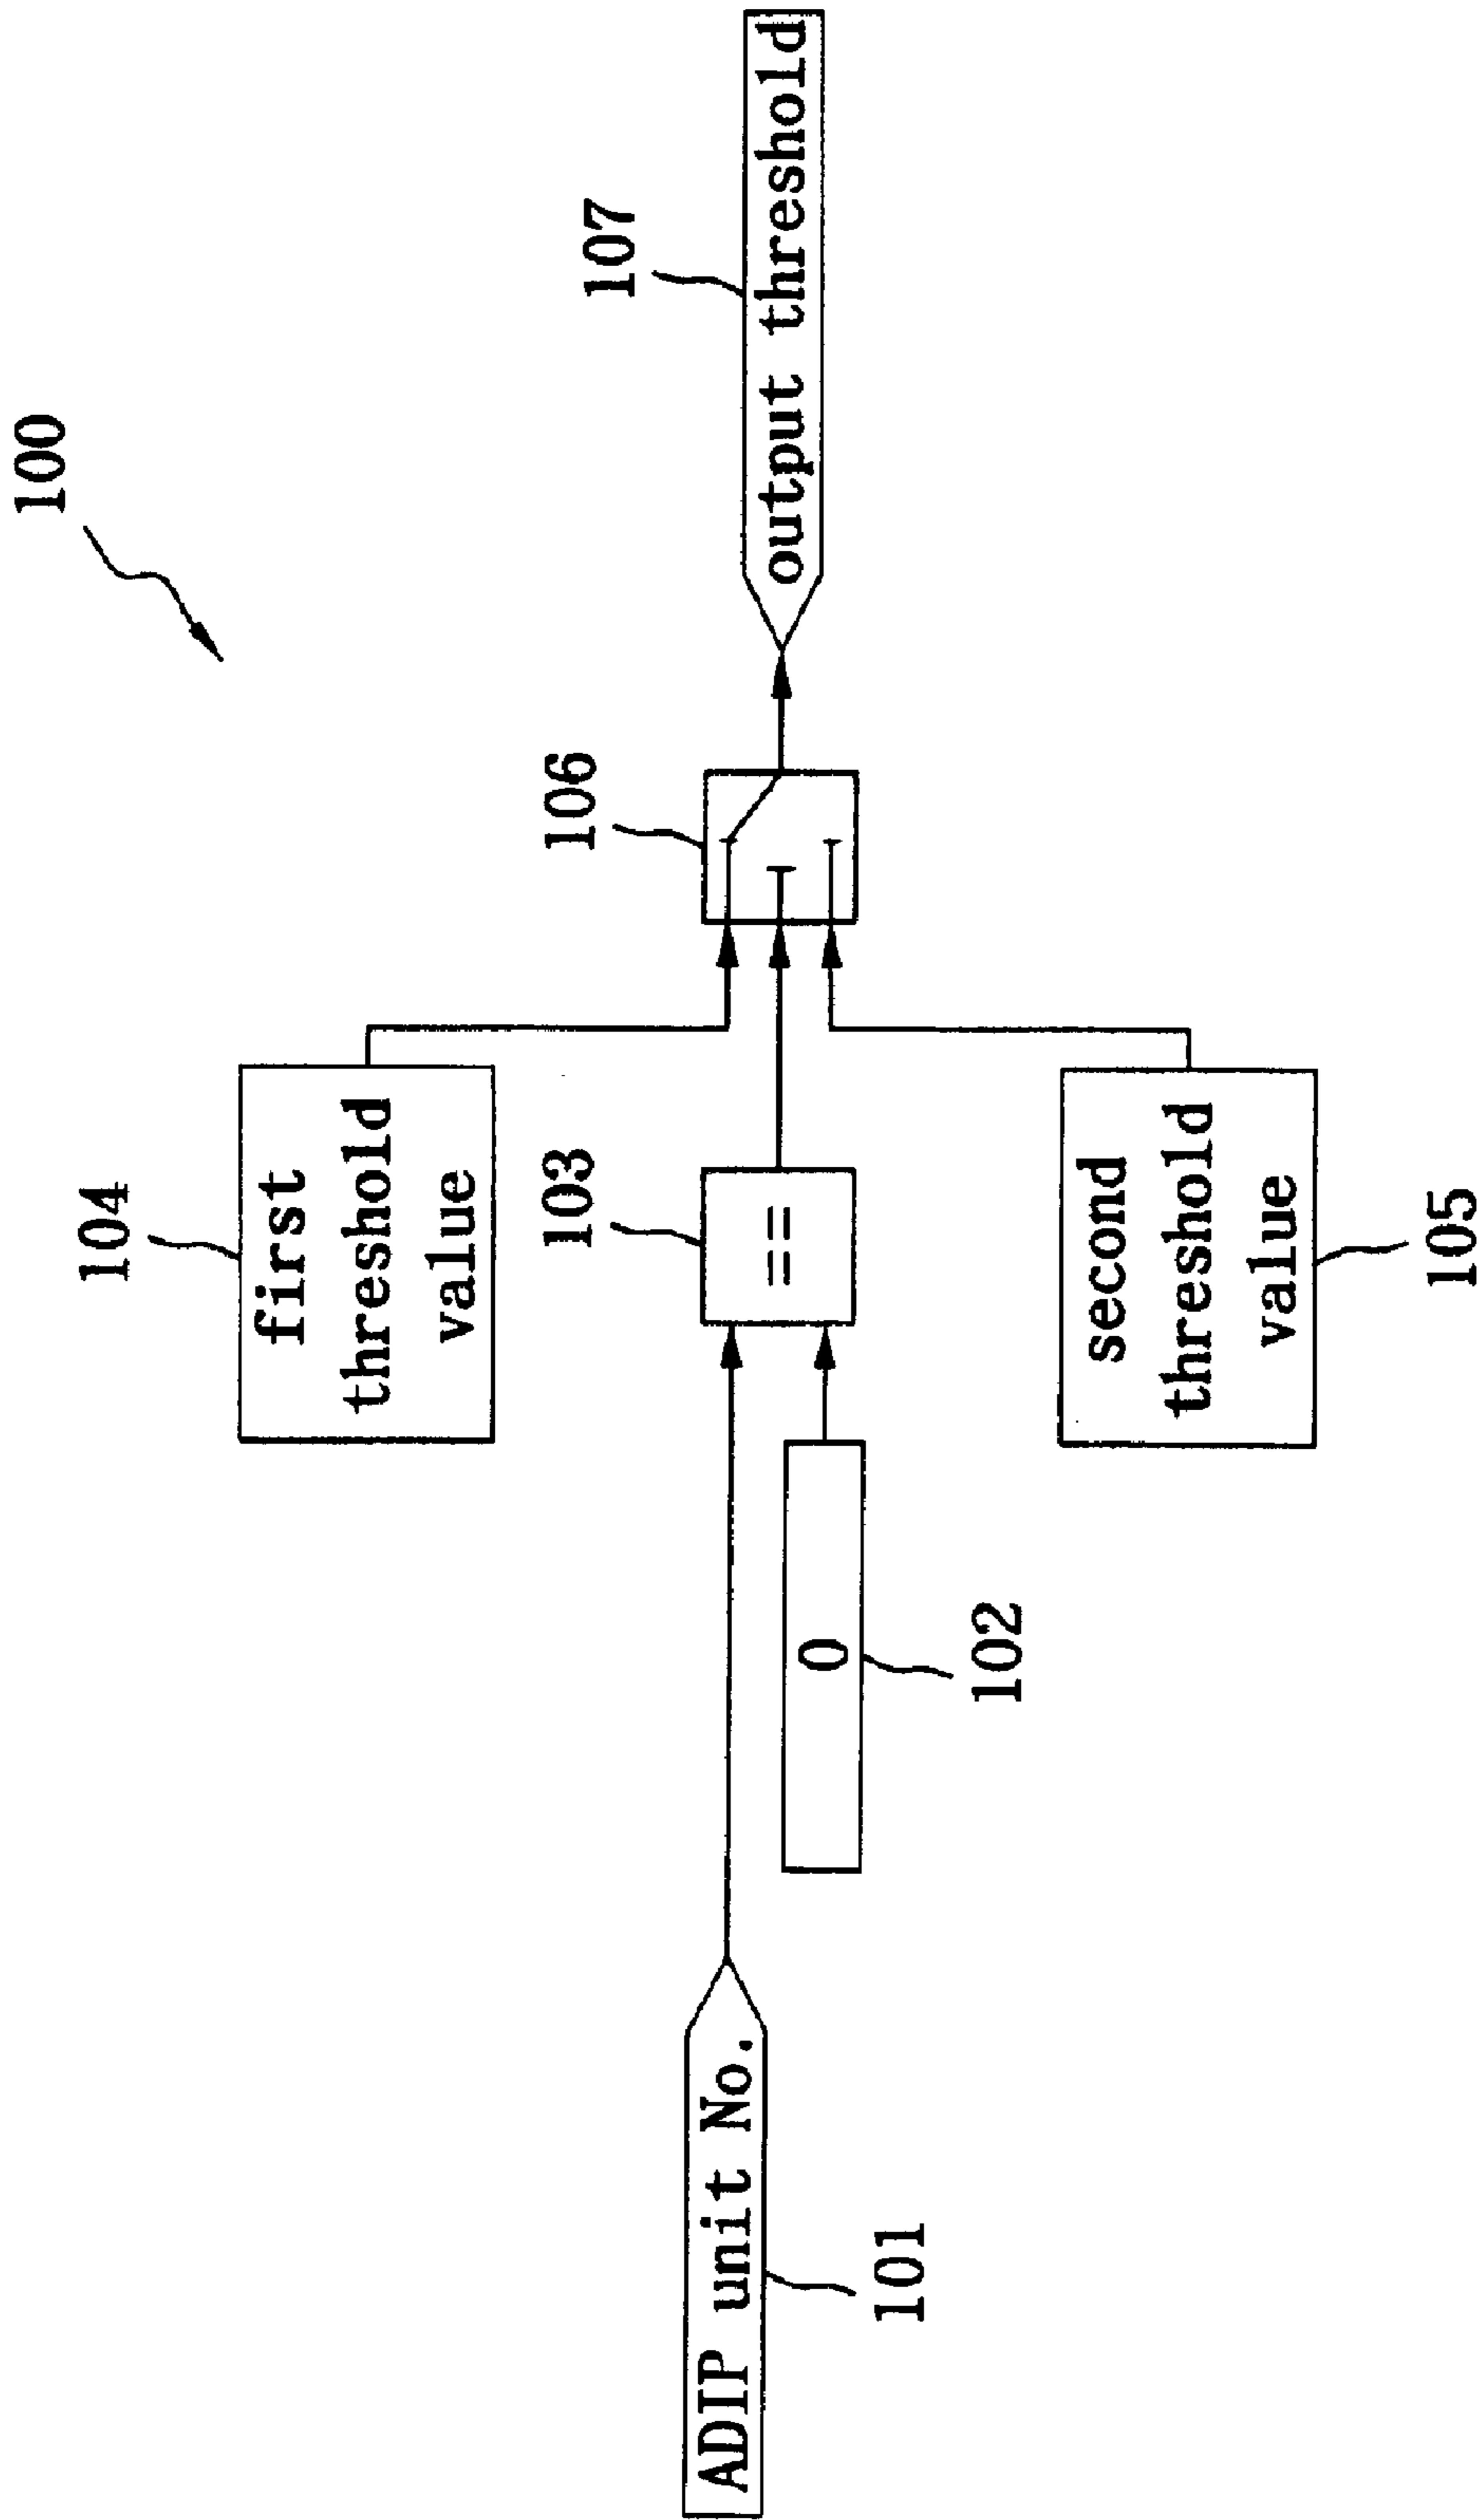 100
104
first
threshold
value
103
==
106
107
output threshold
ADIP unit No.
101
0
102
second
threshold
value
105